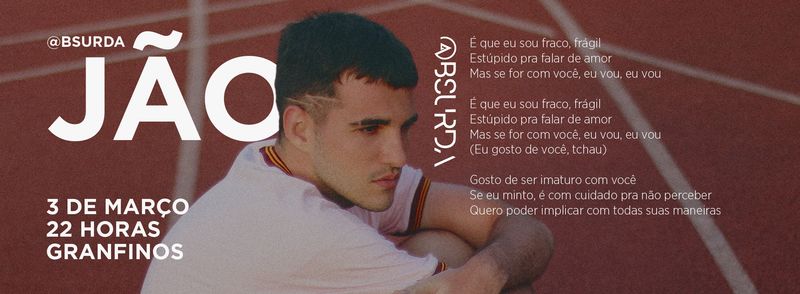 @BSURDA
JÃO
3 DE MARÇO
22 HORAS
GRANFINOS
@BSURDA
É que eu sou fraco, frágil
Estúpido pra falar de amor
Mas se for com você, eu vou, eu vou
É que eu sou fraco, frágil
Estúpido pra falar de amor
Mas se for com você, eu vou, eu vou
(Eu gosto de você, tchau)
Gosto de ser imaturo com você
Se eu minto, é com cuidado pra não perceber
Quero poder implicar com todas suas maneiras